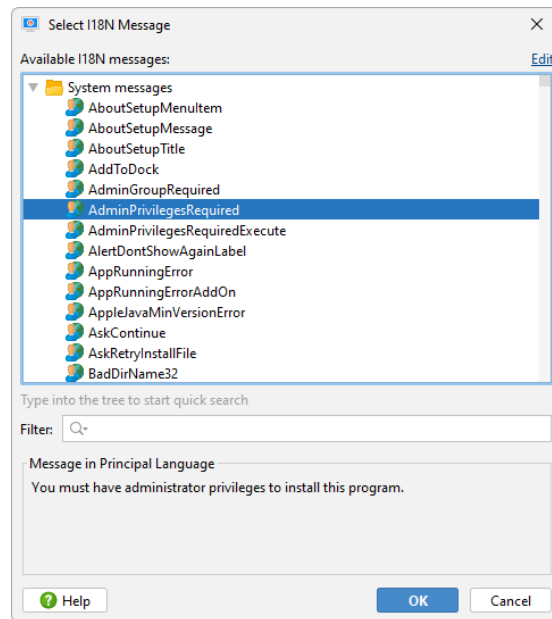 Select I18N Message
Available I18N messages:
Edit
System messages
AboutSetupMenuItem
AboutSetupMessage
AboutSetupTitle
AddToDock
AdminGroupRequired
AdminPrivilegesRequired
AdminPrivilegesRequiredExecute
AlertDontShowAgainLabel
AppRunningError
AppRunningErrorAddOn
AppleJavaMinVersionError
AskContinue
AskRetryInstallFile
BadDirName32
Type into the tree to start quick search
Filter:
Message in Principal Language
You must have administrator privileges to install this program.
Help
OK
Cancel